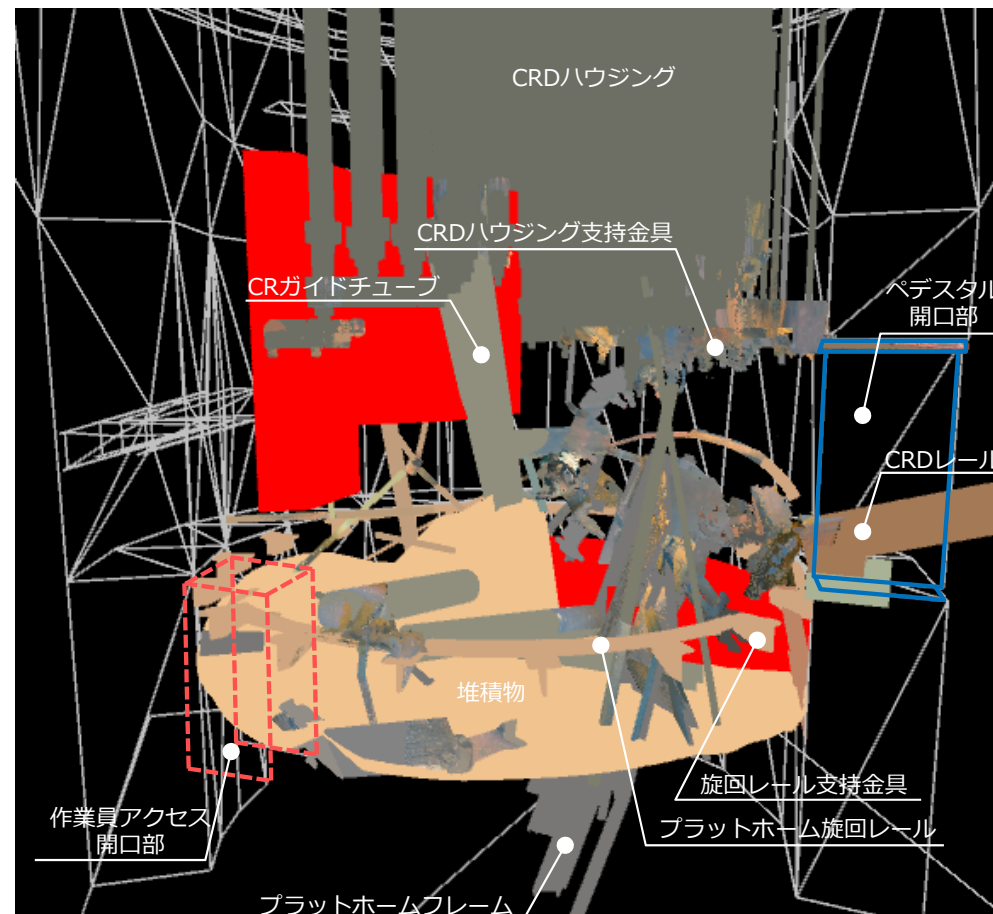 CRDハウジング
CRDハウジング支持金具
CRガイドチューブ
ペデスタル
開口部
CRDレール
堆積物
旋回レール支持金具
プラットホーム旋回レール
作業員アクセス
開口部
プラットホームフレーム